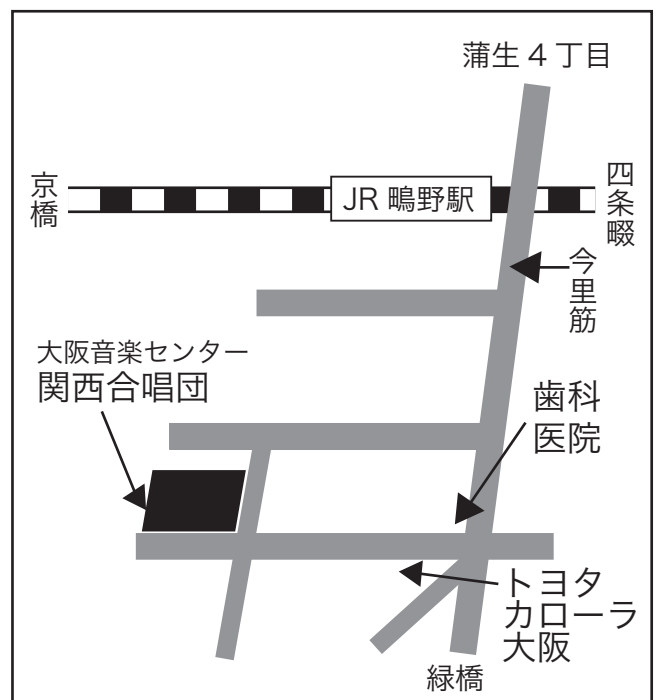 蒲生4丁目
京橋
JR 鴫野駅
四条畷
今里筋
大阪音楽センター
関西合唱団
歯科
医院
トヨタ
カローラ
大阪
緑橋